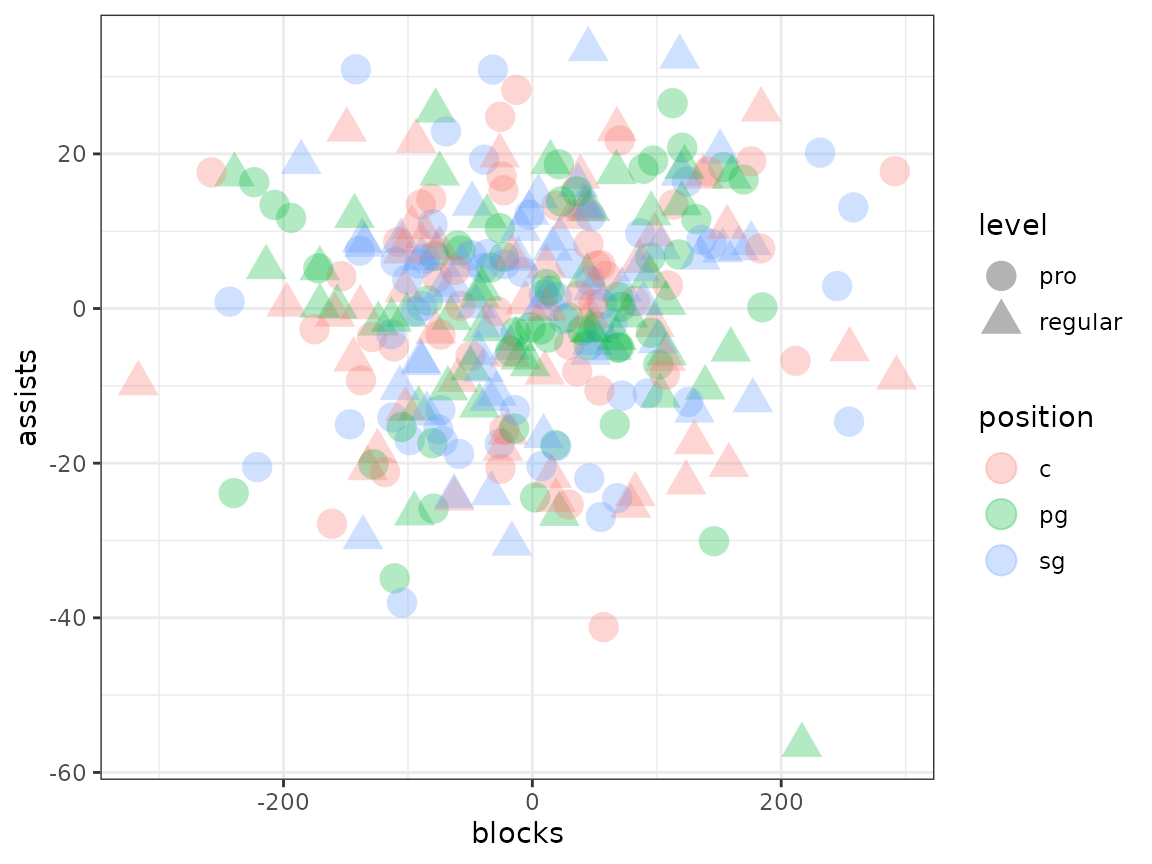 20
0
-20
-40
-60
-200 0 200
blocks
assists
level
pro
regular
position
c
pg
sg